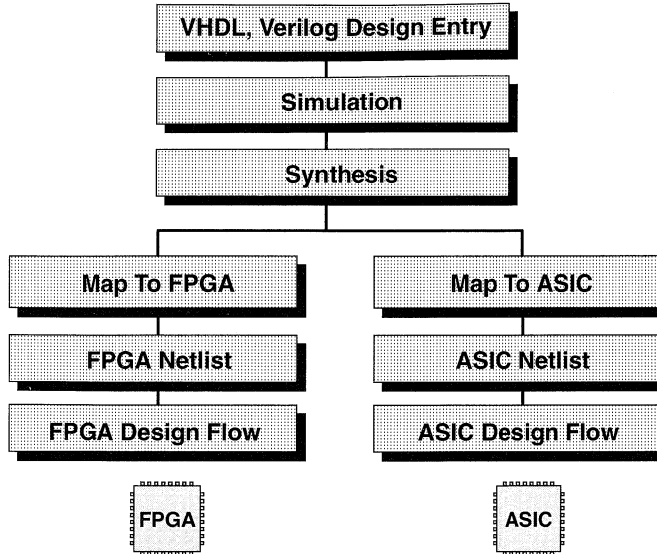 VHDL, Verilog Design Entry
Simulation
Synthesis
Map To FPGA
Map To ASIC
FPGA Netlist
ASIC Netlist
FPGA Design Flow
ASIC Design Flow
FPGA
ASIC